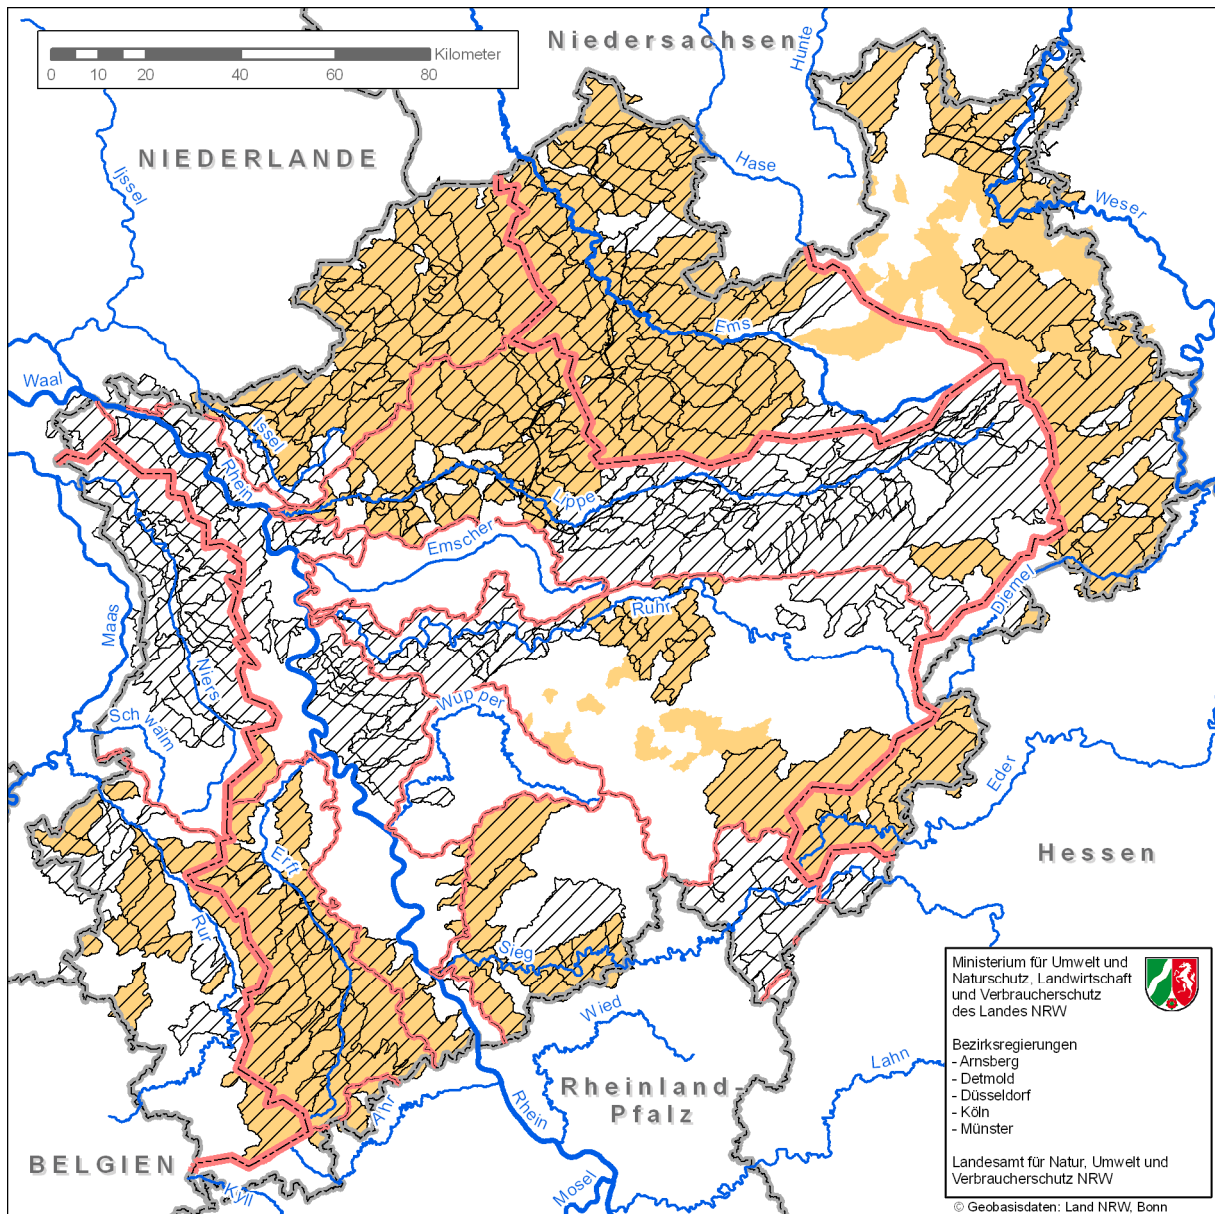 Niedersachsen
Hunte
Kilometer
0 10 20 40 60 80
NIEDERLANDE
Ijssel
Hase
Weser
Ems
Waal
Issel
Rhein
Lippe
Emscher
Ruhr
Diemel
Maas
Niers
Schwalm
Wupper
Eder
Hessen
Erft
Rur
Sieg
Wied
Lahn
Rheinland-
Pfalz
Rhein
Ahr
BELGIEN
Kyll
Mosel
Ministerium für Umwelt und
Naturschutz, Landwirtschaft
und Verbraucherschutz
des Landes NRW
Bezirksregierungen
- Arnsberg
- Detmold
- Düsseldorf
- Köln
- Münster
Landesamt für Natur, Umwelt und
Verbraucherschutz NRW
© Geobasisdaten: Land NRW, Bonn